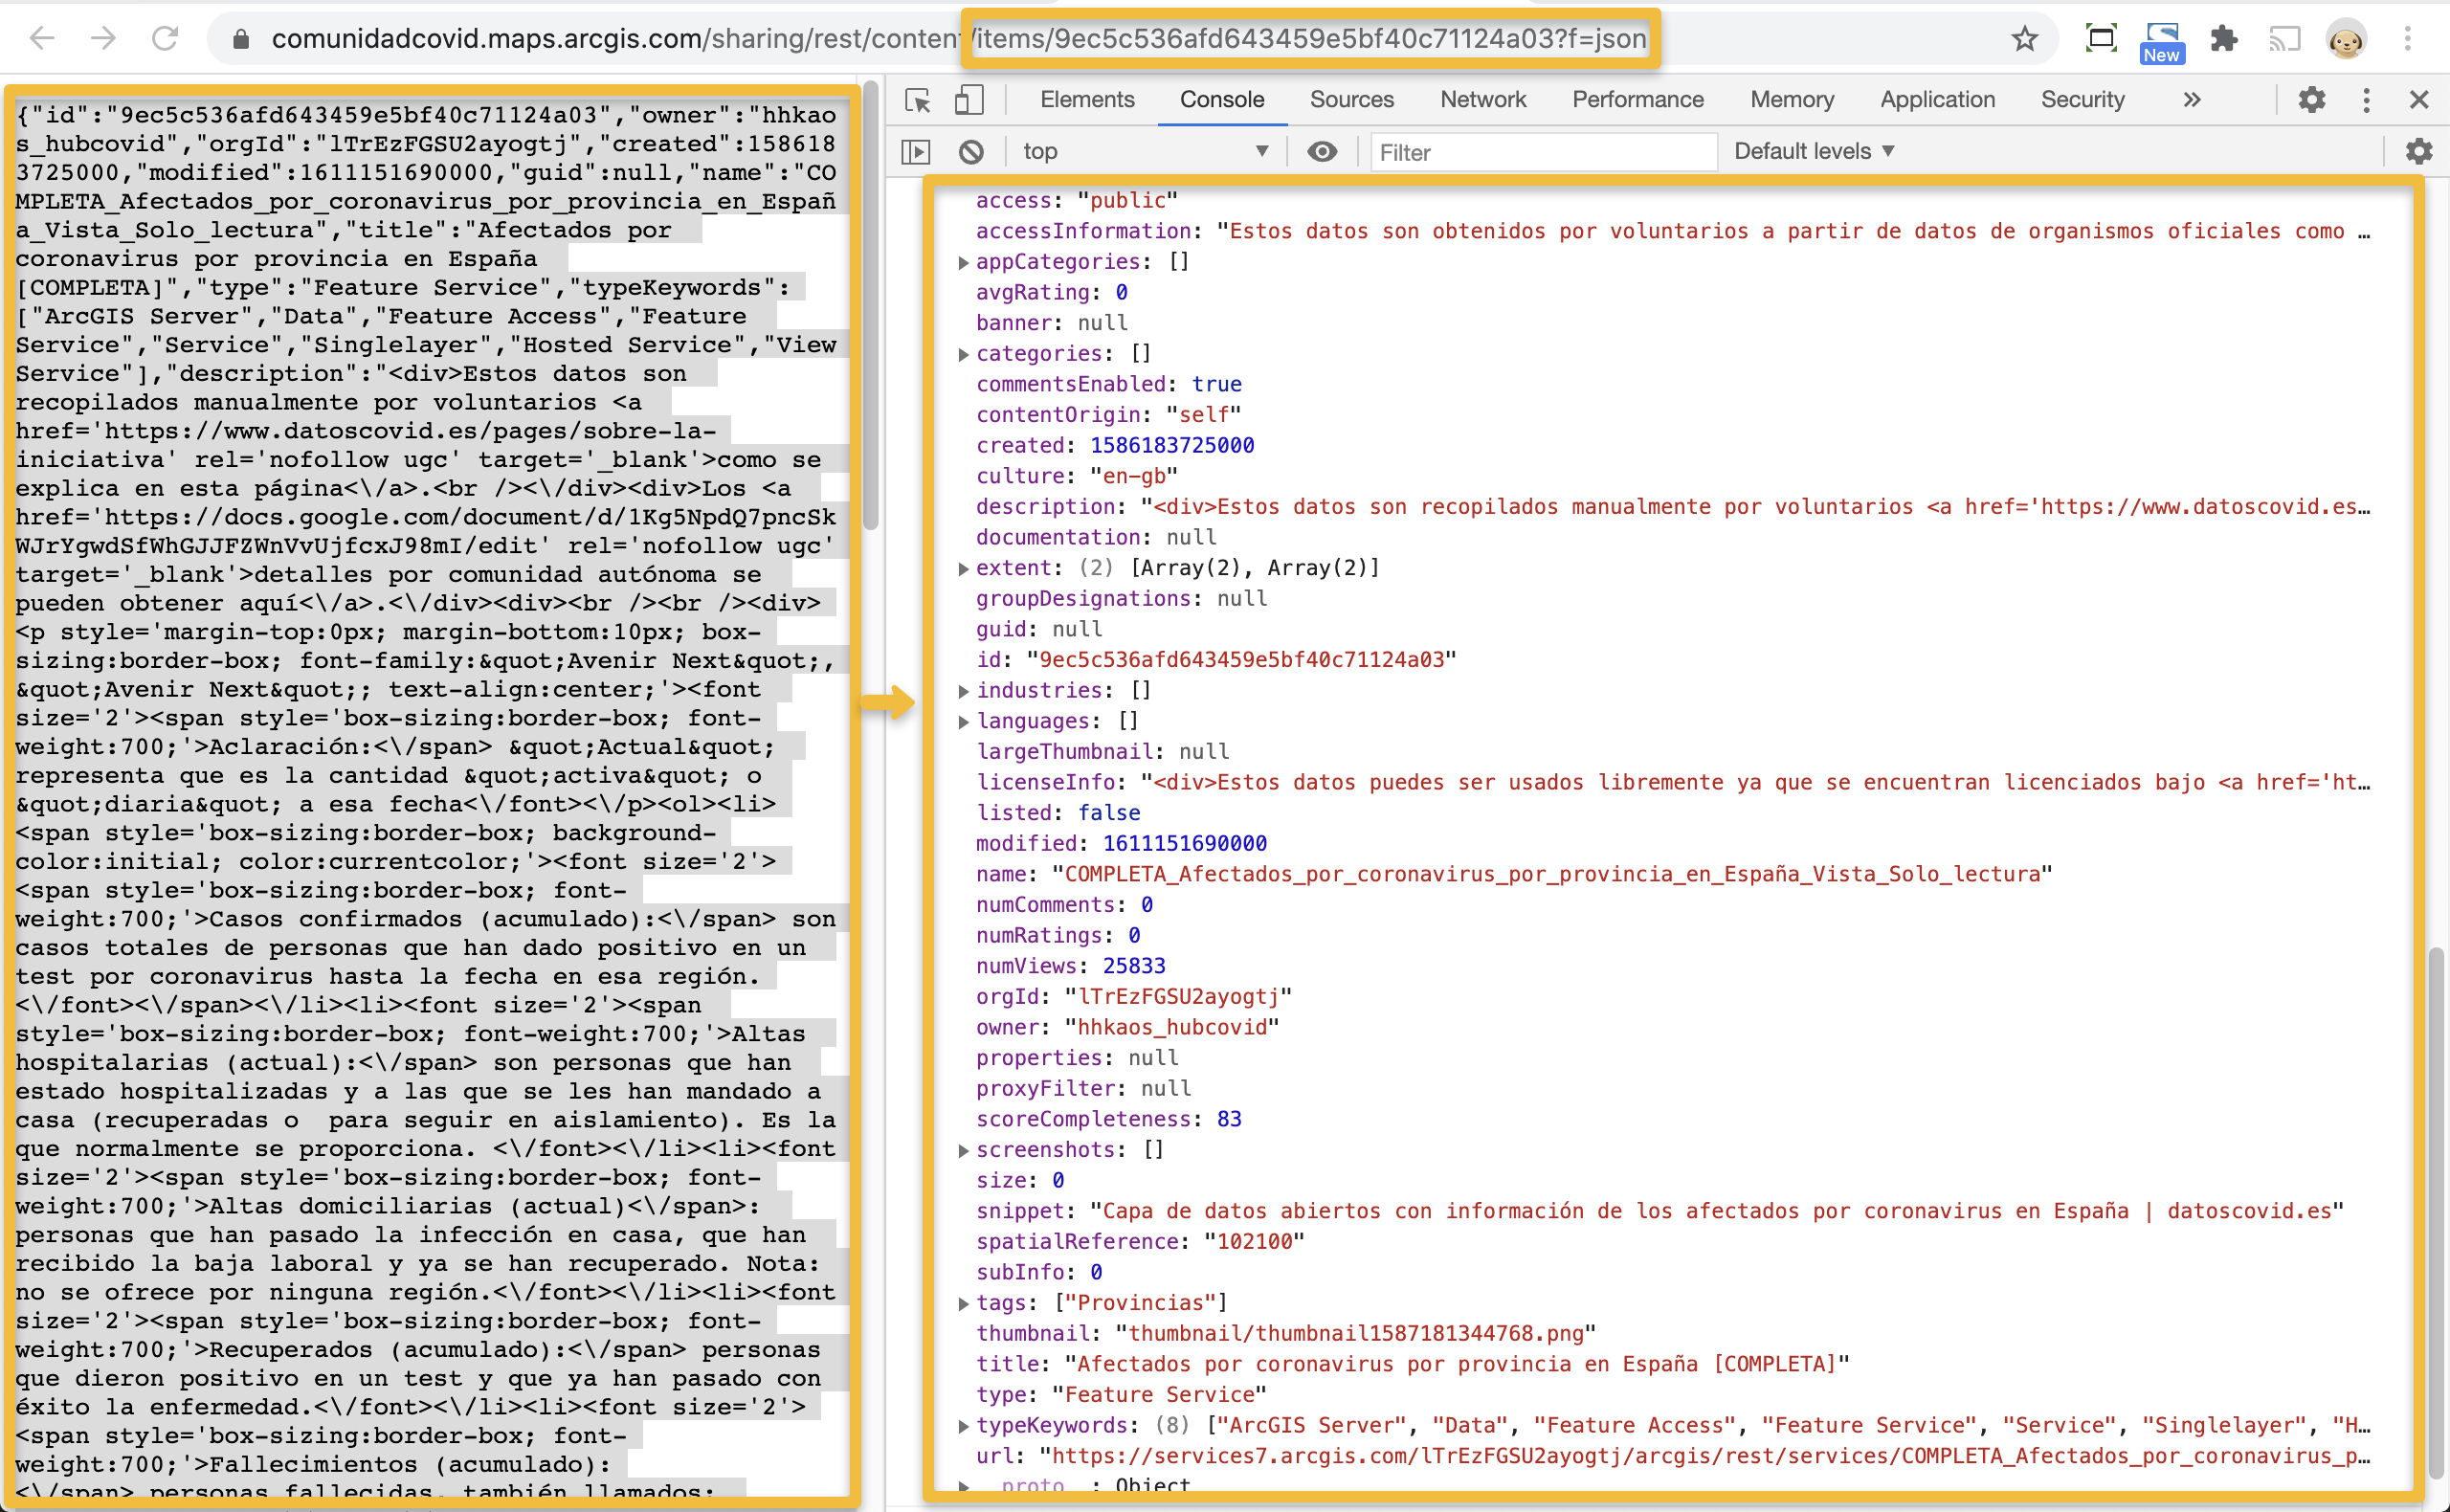 comunidadcovid.maps.arcgis.com/sharing/rest/content/items/9ec5c536afd643459e5bf40c71124a03?f=json
New
{"id":"9ec5c536afd643459e5bf40c71124a03","owner":"hhkao
s_hubcovid","orgId":"lTrEzFGSU2ayogtj","created":158618
3725000,"modified":1611151690000,"guid":null,"name":"CO
MPLETA_Afectados_por_coronavirus_por_provincia_en_Españ
a_Vista_Solo_lectura","title":"Afectados por
coronavirus por provincia en España
[COMPLETA]","type":"Feature Service","typeKeywords":
["ArcGIS Server","Data","Feature Access","Feature
Service","Service","Singlelayer","Hosted Service","View
Service"],"description":"<div>Estos datos son
recopilados manualmente por voluntarios <a
href='https://www.datoscovid.es/pages/sobre-la-
iniciativa' rel='nofollow ugc' target='_blank'>como se
explica en esta página<\/a>.<br /><\/div><div>Los <a
href='https://docs.google.com/document/d/1Kg5NpdQ7pncSk
WJrYgwdSfWhGJJFZWnVvUjfcxJ98mI/edit' rel='nofollow ugc'
target='_blank'>detalles por comunidad autónoma se
pueden obtener aquí<\/a>.<\/div><div><br /><br /><div>
<p style='margin-top:0px; margin-bottom:10px; box-
sizing:border-box; font-family:&quot;Avenir Next&quot;,
&quot;Avenir Next&quot;; text-align:center;'><font
size='2'><span style='box-sizing:border-box; font-
weight:700;'>Aclaración:<\/span> &quot;Actual&quot;
representa que es la cantidad &quot;activa&quot; o
&quot;diaria&quot; a esa fecha<\/font><\/p><ol><li>
<span style='box-sizing:border-box; background-
color:initial; color:currentcolor;'><font size='2'>
<span style='box-sizing:border-box; font-
weight:700;'>Casos confirmados (acumulado):<\/span> son
casos totales de personas que han dado positivo en un
test por coronavirus hasta la fecha en esa región.
<\/font><\/span><\/li><li><font size='2'><span
style='box-sizing:border-box; font-weight:700;'>Altas
hospitalarias (actual):<\/span> son personas que han
estado hospitalizadas y a las que se les han mandado a
casa (recuperadas o  para seguir en aislamiento). Es la
que normalmente se proporciona. <\/font><\/li><li><font
size='2'><span style='box-sizing:border-box; font-
weight:700;'>Altas domiciliarias (actual)<\/span>:
personas que han pasado la infección en casa, que han
recibido la baja laboral y ya se han recuperado. Nota:
no se ofrece por ninguna región.<\/font><\/li><li><font
size='2'><span style='box-sizing:border-box; font-
weight:700;'>Recuperados (acumulado):<\/span> personas
que dieron positivo en un test y que ya han pasado con
éxito la enfermedad.<\/font><\/li><li><font size='2'>
<span style='box-sizing:border-box; font-
weight:700;'>Fallecimientos (acumulado):
<\/span> personas fallecidas, también llamados:
Elements Console Sources Network Performance Memory Application Security »
top Filter Default levels
access: "public"
accessInformation: "Estos datos son obtenidos por voluntarios a partir de datos de organismos oficiales como …
appCategories: []
avgRating: 0
banner: null
categories: []
commentsEnabled: true
contentOrigin: "self"
created: 1586183725000
culture: "en-gb"
description: "<div>Estos datos son recopilados manualmente por voluntarios <a href='https://www.datoscovid.es…
documentation: null
extent: (2) [Array(2), Array(2)]
groupDesignations: null
guid: null
id: "9ec5c536afd643459e5bf40c71124a03"
industries: []
languages: []
largeThumbnail: null
licenseInfo: "<div>Estos datos puedes ser usados libremente ya que se encuentran licenciados bajo <a href='ht…
listed: false
modified: 1611151690000
name: "COMPLETA_Afectados_por_coronavirus_por_provincia_en_España_Vista_Solo_lectura"
numComments: 0
numRatings: 0
numViews: 25833
orgId: "lTrEzFGSU2ayogtj"
owner: "hhkaos_hubcovid"
properties: null
proxyFilter: null
scoreCompleteness: 83
screenshots: []
size: 0
snippet: "Capa de datos abiertos con información de los afectados por coronavirus en España | datoscovid.es"
spatialReference: "102100"
subInfo: 0
tags: ["Provincias"]
thumbnail: "thumbnail/thumbnail1587181344768.png"
title: "Afectados por coronavirus por provincia en España [COMPLETA]"
type: "Feature Service"
typeKeywords: (8) ["ArcGIS Server", "Data", "Feature Access", "Feature Service", "Service", "Singlelayer", "H…
url: "https://services7.arcgis.com/lTrEzFGSU2ayogtj/arcgis/rest/services/COMPLETA_Afectados_por_coronavirus_p…
__proto__: Object